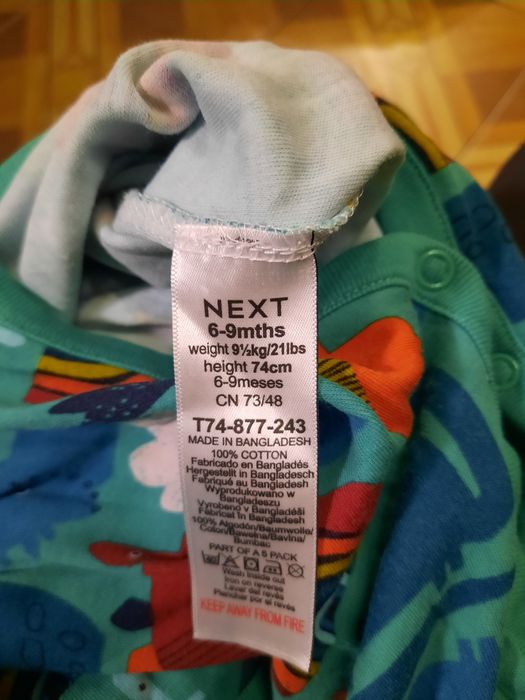 NEXT
6-9mths
weight 9½kg/21lbs
height 74cm
6-9meses
CN 73/48
T74-877-243
MADE IN BANGLADESH
100% COTTON
Fabricado en Bangladés
Hergestellt in Bangladesch
Fabriqué au Bangladesh
Wyprodukowano w
Bangladeszu
Vyrobeno v Bangladéši
Fabricat în Bangladesh
100% Algodón/Baumwolle/
Coton/Bawełna/Bavlna/
Bumbac
PART OF A 5 PACK
Wash inside out
Iron on reverse
Lavar del revés
Planchar por el revés
KEEP AWAY FROM FIRE